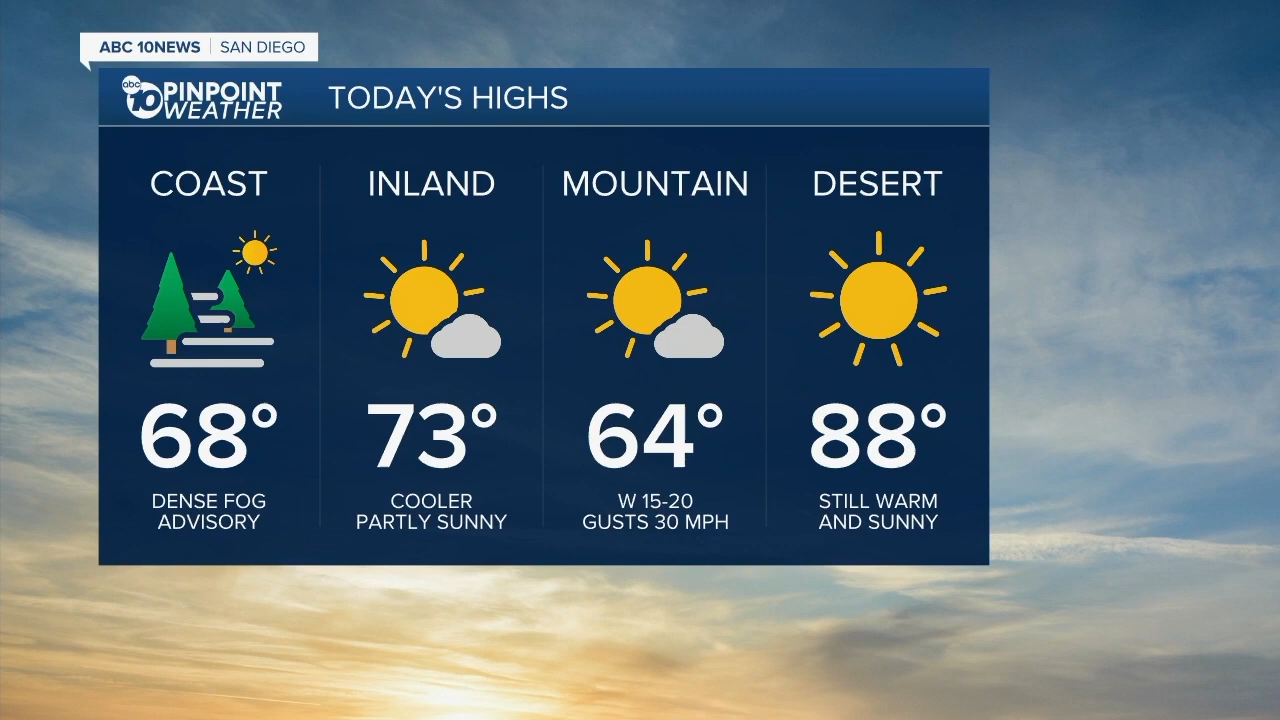 ABC 10NEWS | SAN DIEGO
abc 10 PINPOINT WEATHER
TODAY'S HIGHS
COAST
68°
DENSE FOG
ADVISORY
INLAND
73°
COOLER
PARTLY SUNNY
MOUNTAIN
64°
W 15-20
GUSTS 30 MPH
DESERT
88°
STILL WARM
AND SUNNY